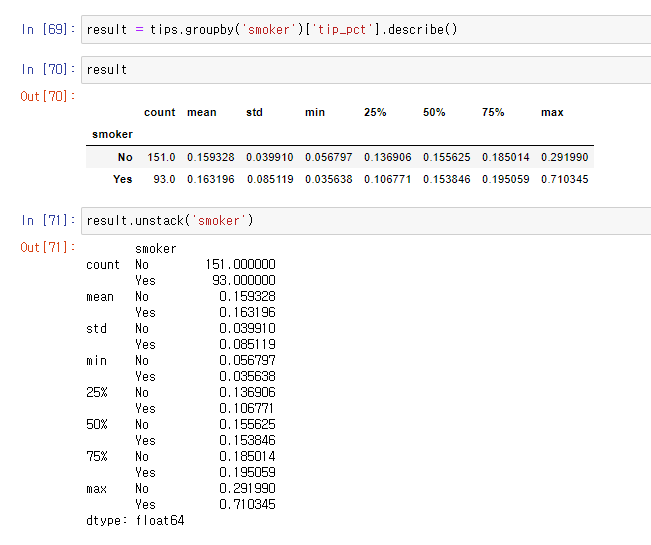 In [69]: result = tips.groupby('smoker')['tip_pct'].describe()
In [70]: result
Out[70]:
count mean std min 25% 50% 75% max
smoker
No 151.0 0.159328 0.039910 0.056797 0.136906 0.155625 0.185014 0.291990
Yes 93.0 0.163196 0.085119 0.035638 0.106771 0.153846 0.195059 0.710345
In [71]: result.unstack('smoker')
Out[71]:
smoker
count No 151.000000
Yes 93.000000
mean No 0.159328
Yes 0.163196
std No 0.039910
Yes 0.085119
min No 0.056797
Yes 0.035638
25% No 0.136906
Yes 0.106771
50% No 0.155625
Yes 0.153846
75% No 0.185014
Yes 0.195059
max No 0.291990
Yes 0.710345
dtype: float64